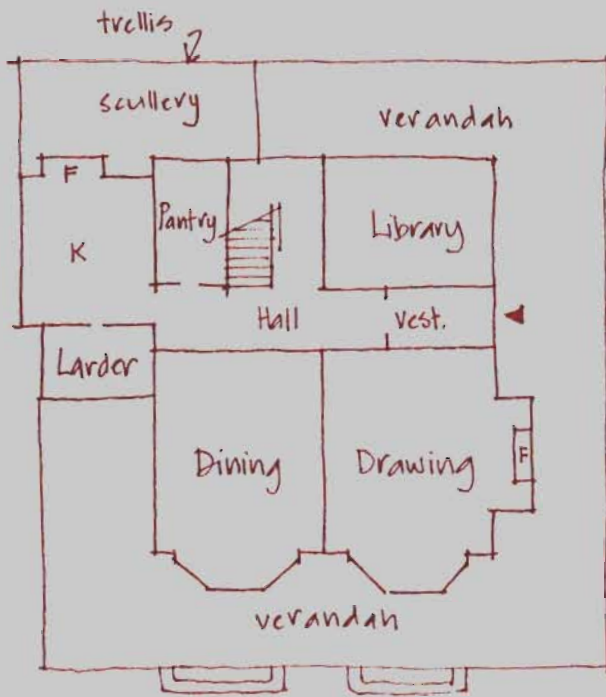 trellis
scullery
verandah
F
Pantry
Library
K
Hall
Vest.
Larder
Dining
Drawing
F
verandah